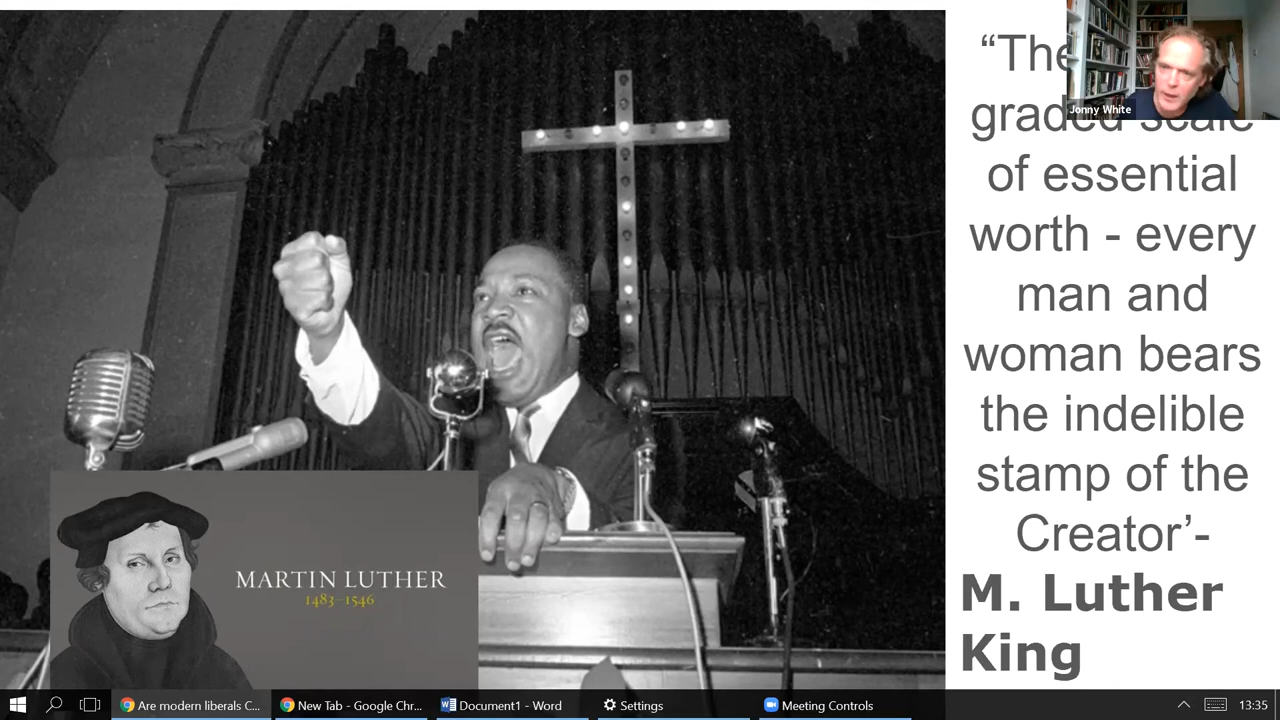 “The
graded scale
of essential
worth - every
man and
woman bears
the indelible
stamp of the
Creator’-
M. Luther
King
Jonny White
MARTIN LUTHER
1483–1546
Are modern liberals C...
New Tab - Google Chr...
Document1 - Word
Settings
Meeting Controls
13:35